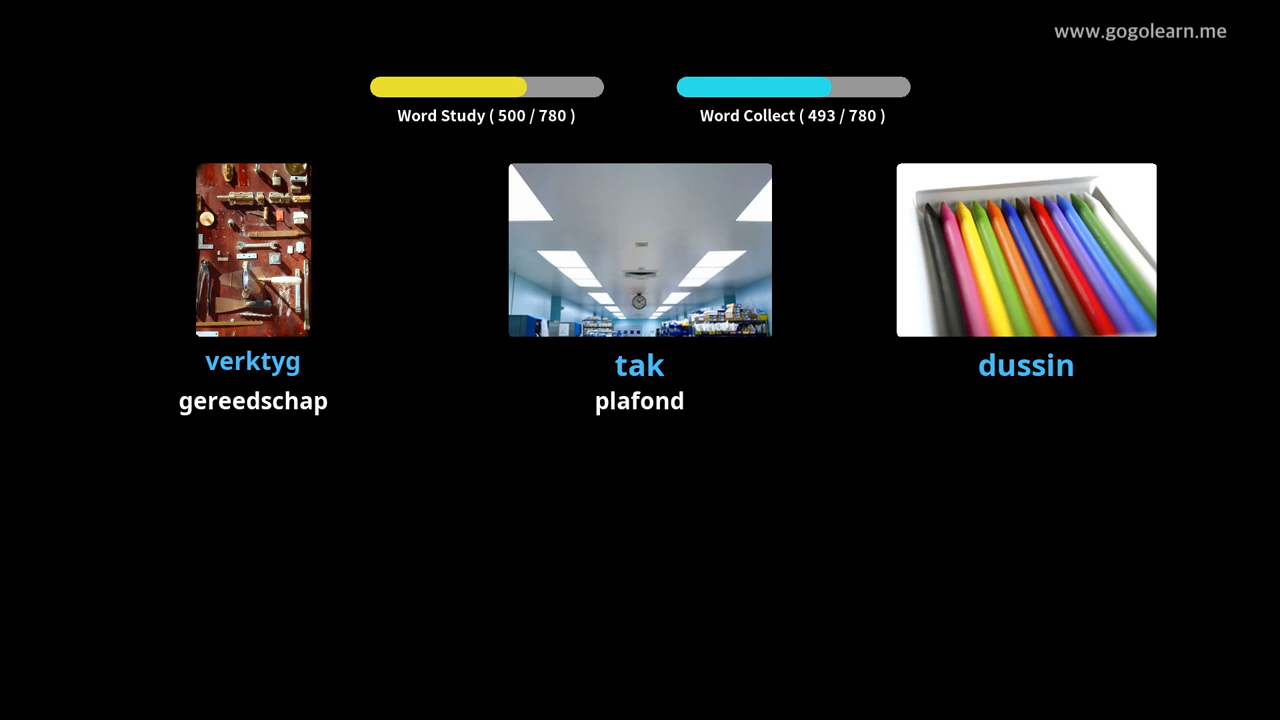 www.gogolearn.me
Word Study ( 500 / 780 )
Word Collect ( 493 / 780 )
verktyg
tak
dussin
gereedschap
plafond